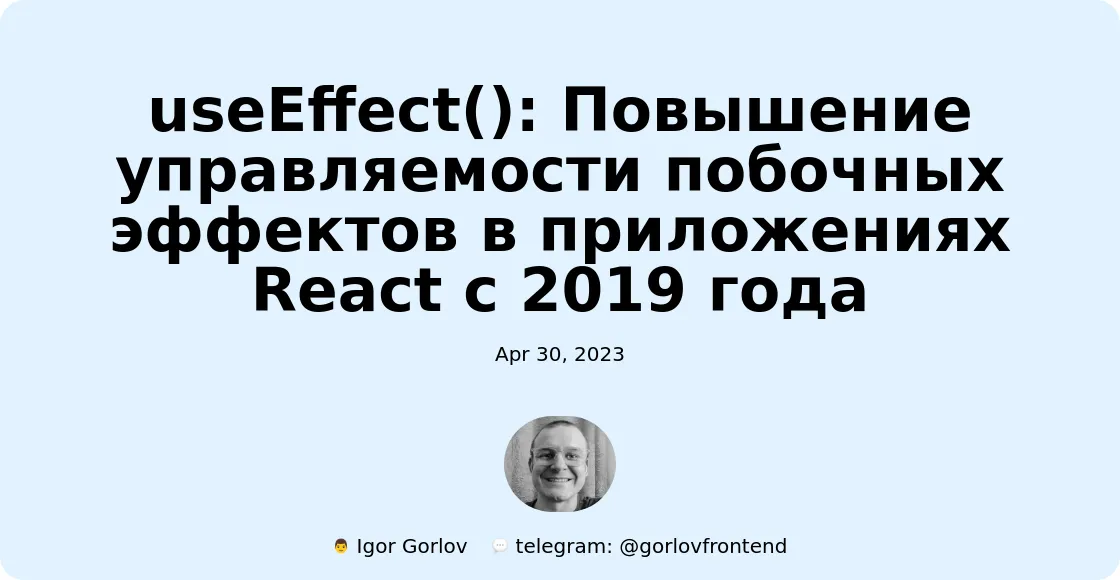 useEffect(): Повышение
управляемости побочных
эффектов в приложениях
React с 2019 года
Apr 30, 2023
👨 Igor Gorlov 💬 telegram: @gorlovfrontend